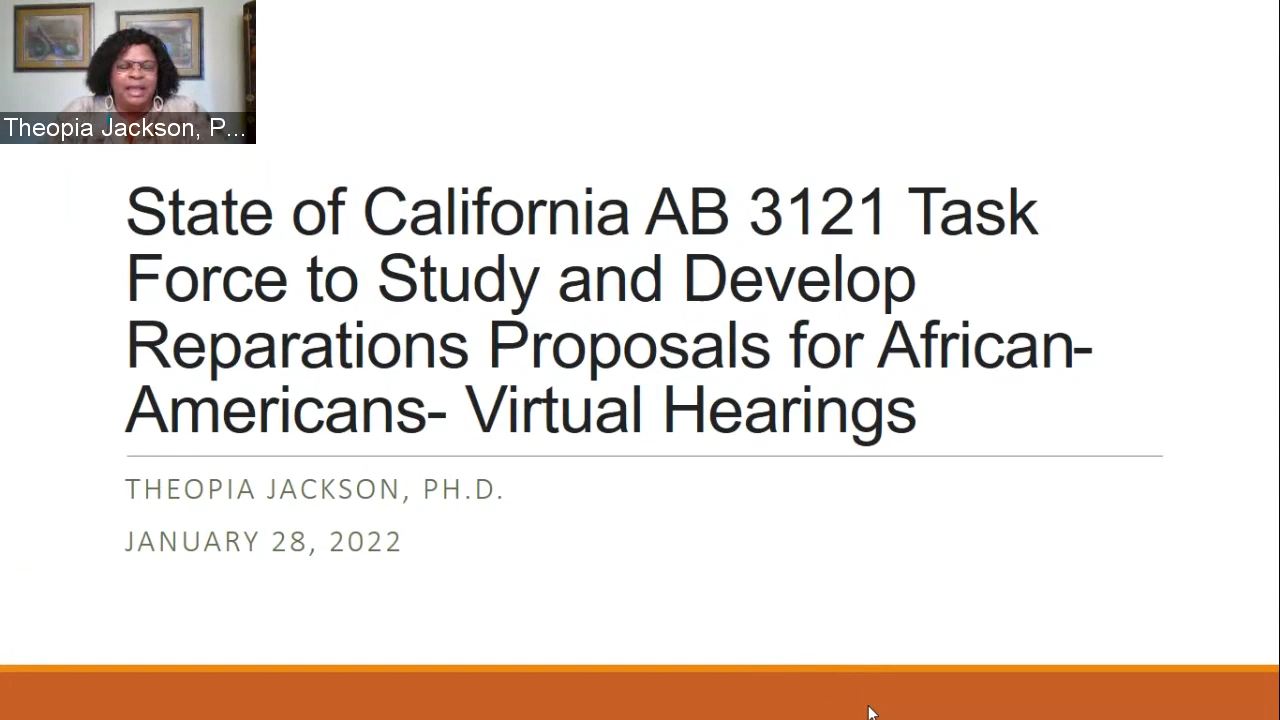 Theopia Jackson, P...
State of California AB 3121 Task
Force to Study and Develop
Reparations Proposals for African-
Americans- Virtual Hearings
THEOPIA JACKSON, PH.D.
JANUARY 28, 2022